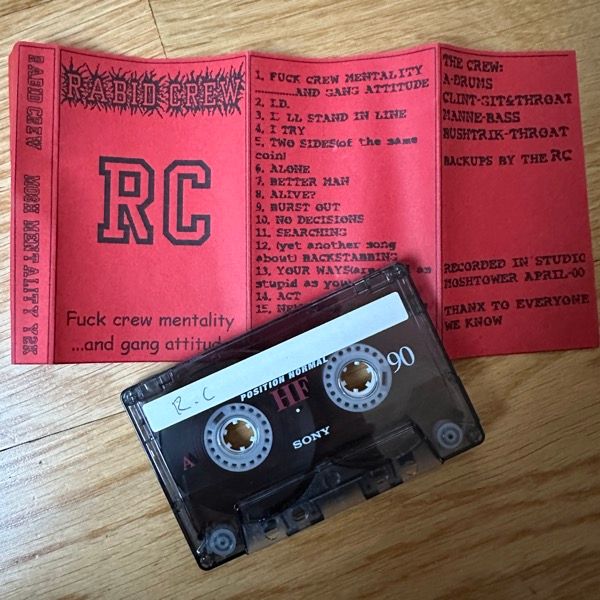 RABID CREW MOSH MENTALITY Y2K
RABID CREW
RC
Fuck crew mentality
...and gang attitud
1. FUCK CREW MENTALITY
AND GANG ATTITUDE
2. I.D.
3. I LL STAND IN LINE
4. I TRY
5. TWO SIDES(of the same
coin)
6. ALONE
7. BETTER MAN
8. ALIVE?
9. BURST OUT
10. NO DECISIONS
11. SEARCHING
12. (yet another song
about) BACKSTABBING
13. YOUR WAYS(are as
stupid as you
14. ACT
15.
THE CREW:
A-DRUMS
CLINT-GIT&THROAT
MANNE-BASS
BUSHTRIK-THROAT
BACKUPS BY THE RC
RECORDED IN STUDIO
MOSHTOWER APRIL-00
THANX TO EVERYONE
WE KNOW
R.C
POSITION NORMAL
HF
90
SONY
A